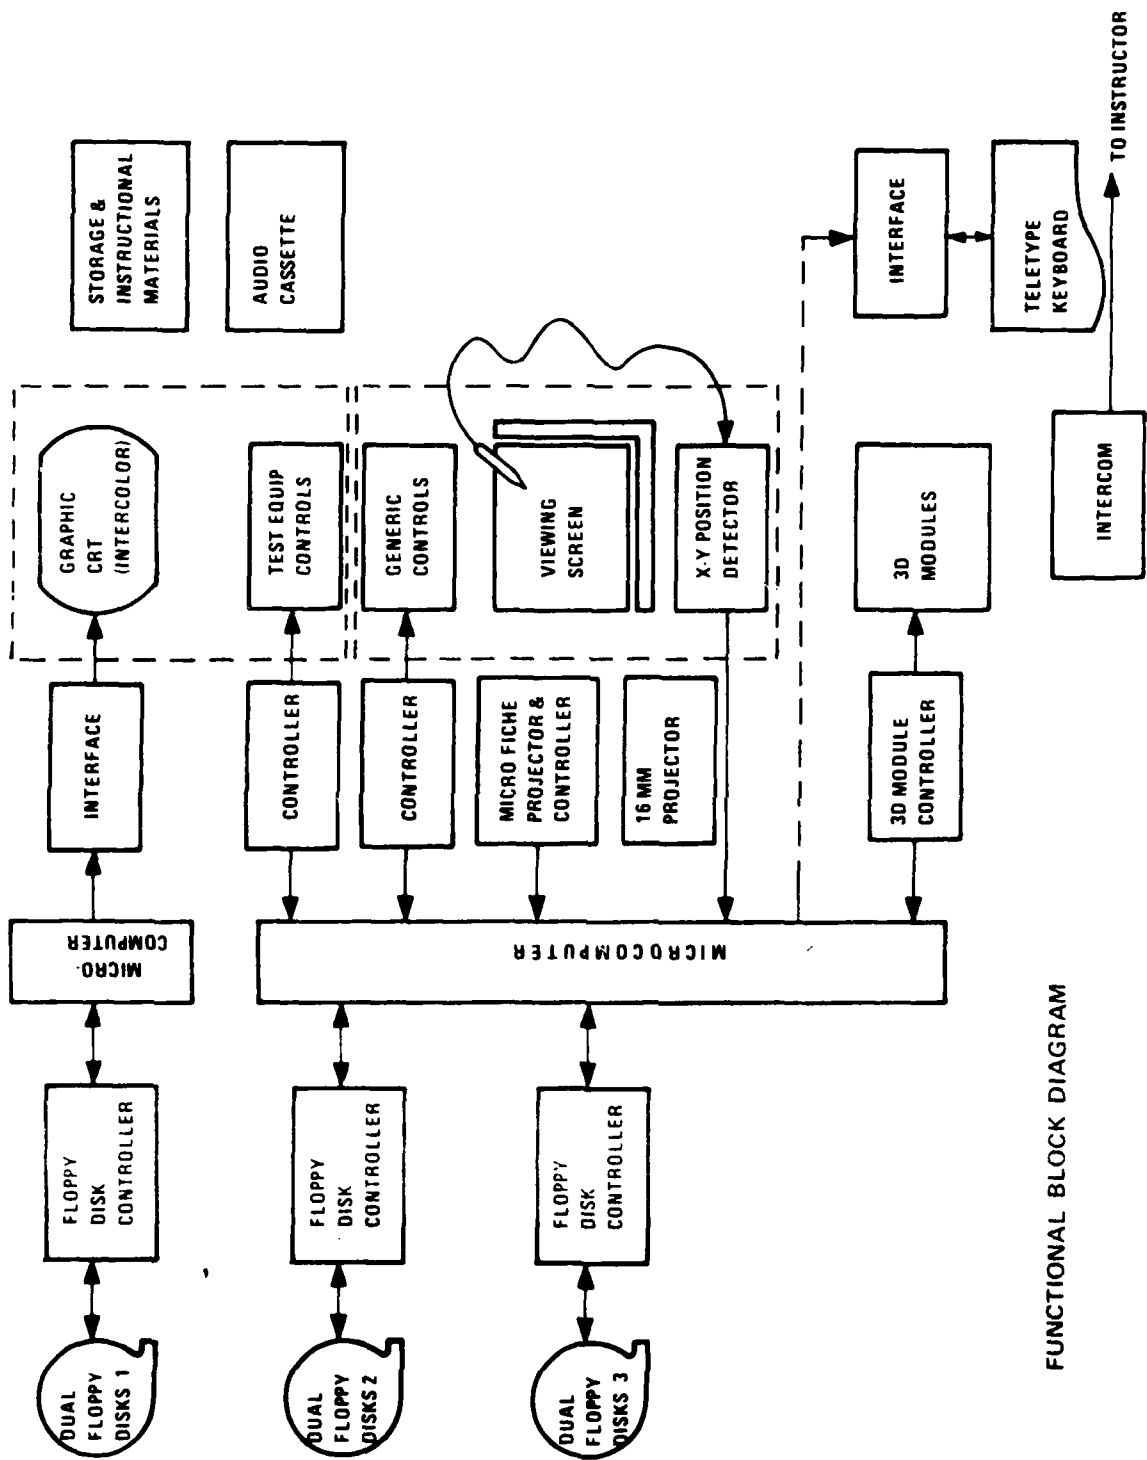 DUAL
FLOPPY
DISKS 1
FLOPPY
DISK
CONTROLLER
MICRO-
COMPUTER
INTERFACE
GRAPHIC
CRT
(INTERCOLOR)
STORAGE &
INSTRUCTIONAL
MATERIALS
AUDIO
CASSETTE
DUAL
FLOPPY
DISKS 2
FLOPPY
DISK
CONTROLLER
MICROCOMPUTER
CONTROLLER
TEST EQUIP
CONTROLS
CONTROLLER
GENERIC
CONTROLS
DUAL
FLOPPY
DISKS 3
FLOPPY
DISK
CONTROLLER
MICRO FICHE
PROJECTOR &
CONTROLLER
VIEWING
SCREEN
16 MM
PROJECTOR
X-Y POSITION
DETECTOR
3D MODULE
CONTROLLER
3D
MODULES
INTERFACE
TELETYPE
KEYBOARD
INTERCOM
TO INSTRUCTOR
FUNCTIONAL BLOCK DIAGRAM